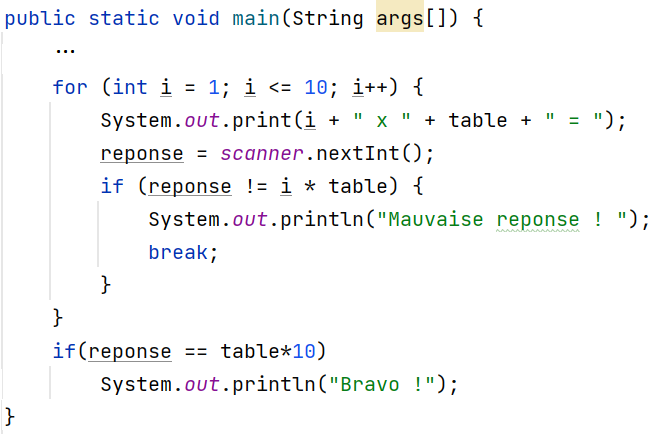 public static void main(String args[]) {
    ...
    for (int i = 1; i <= 10; i++) {
        System.out.print(i + " x " + table + " = ");
        reponse = scanner.nextInt();
        if (reponse != i * table) {
            System.out.println("Mauvaise reponse ! ");
            break;
        }
    }
    if(reponse == table*10)
        System.out.println("Bravo !");
}